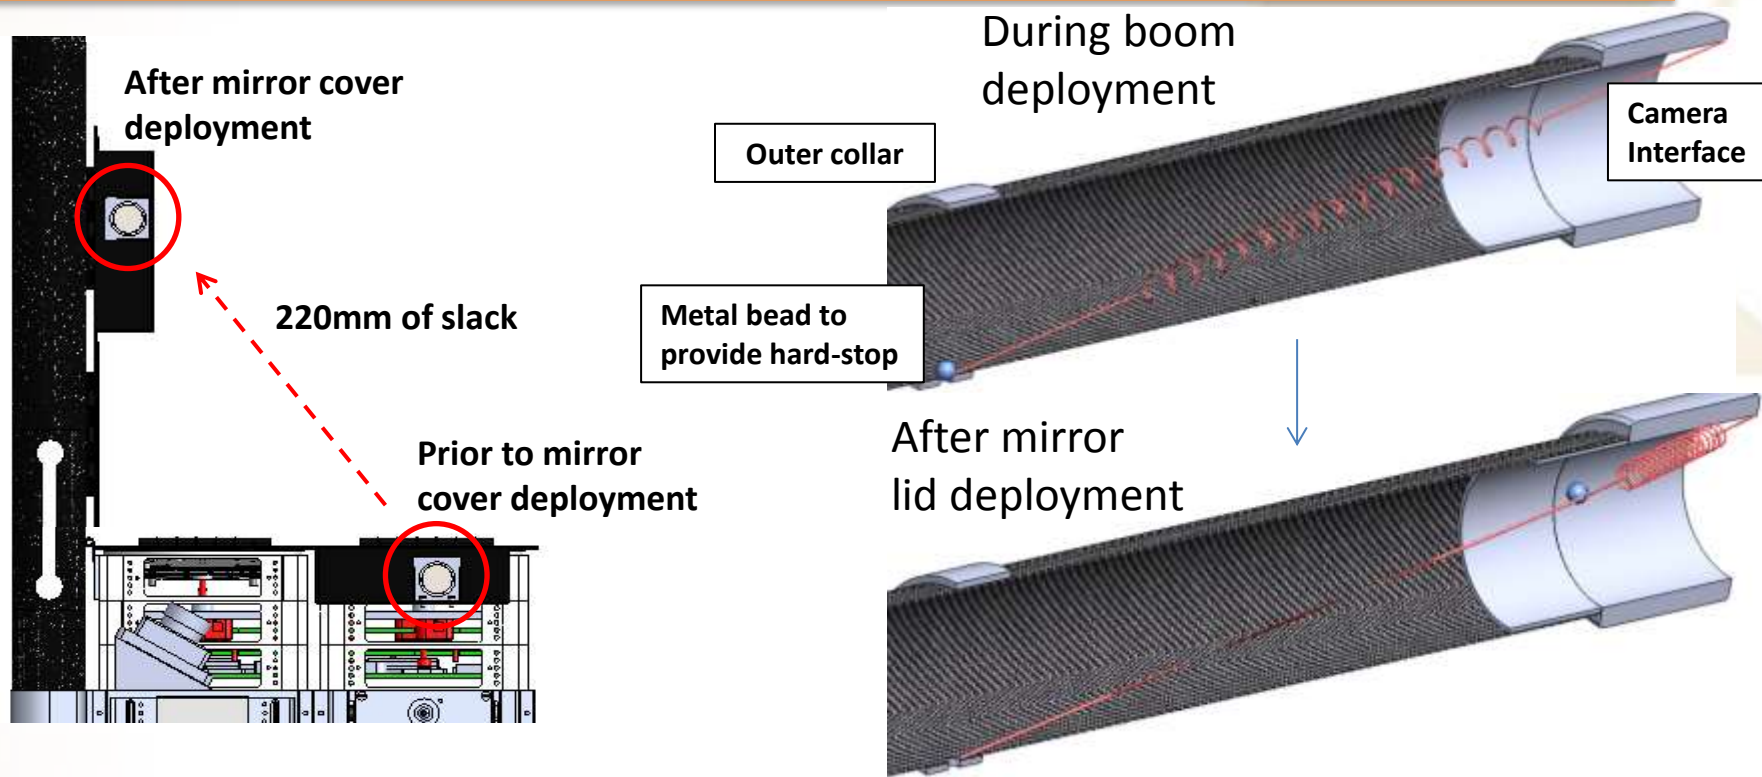 After mirror cover
deployment
220mm of slack
Prior to mirror
cover deployment
During boom
deployment
Outer collar
Camera
Interface
Metal bead to
provide hard-stop
After mirror
lid deployment